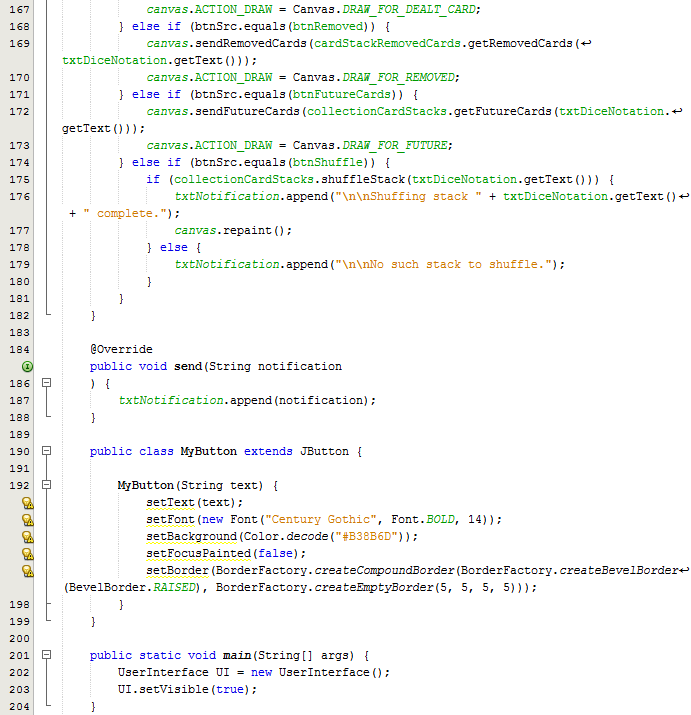 167 canvas.ACTION_DRAW = Canvas.DRAW_FOR_DEALT_CARD;
168 } else if (btnSrc.equals(btnRemoved)) {
169 canvas.sendRemovedCards(cardStackRemovedCards.getRemovedCards(↩
txtDiceNotation.getText()));
170 canvas.ACTION_DRAW = Canvas.DRAW_FOR_REMOVED;
171 } else if (btnSrc.equals(btnFutureCards)) {
172 canvas.sendFutureCards(collectionCardStacks.getFutureCards(txtDiceNotation.↩
getText()));
173 canvas.ACTION_DRAW = Canvas.DRAW_FOR_FUTURE;
174 } else if (btnSrc.equals(btnShuffle)) {
175 if (collectionCardStacks.shuffleStack(txtDiceNotation.getText())) {
176 txtNotification.append("\n\nShuffing stack " + txtDiceNotation.getText()↩
+ " complete.");
177 canvas.repaint();
178 } else {
179 txtNotification.append("\n\nNo such stack to shuffle.");
180 }
181 }
182 }
183
184 @Override
public void send(String notification
186 ) {
187 txtNotification.append(notification);
188 }
189
190 public class MyButton extends JButton {
191
192 MyButton(String text) {
setText(text);
setFont(new Font("Century Gothic", Font.BOLD, 14));
setBackground(Color.decode("#B38B6D"));
setFocusPainted(false);
setBorder(BorderFactory.createCompoundBorder(BorderFactory.createBevelBorder↩
(BevelBorder.RAISED), BorderFactory.createEmptyBorder(5, 5, 5, 5)));
198 }
199 }
200
201 public static void main(String[] args) {
202 UserInterface UI = new UserInterface();
203 UI.setVisible(true);
204 }